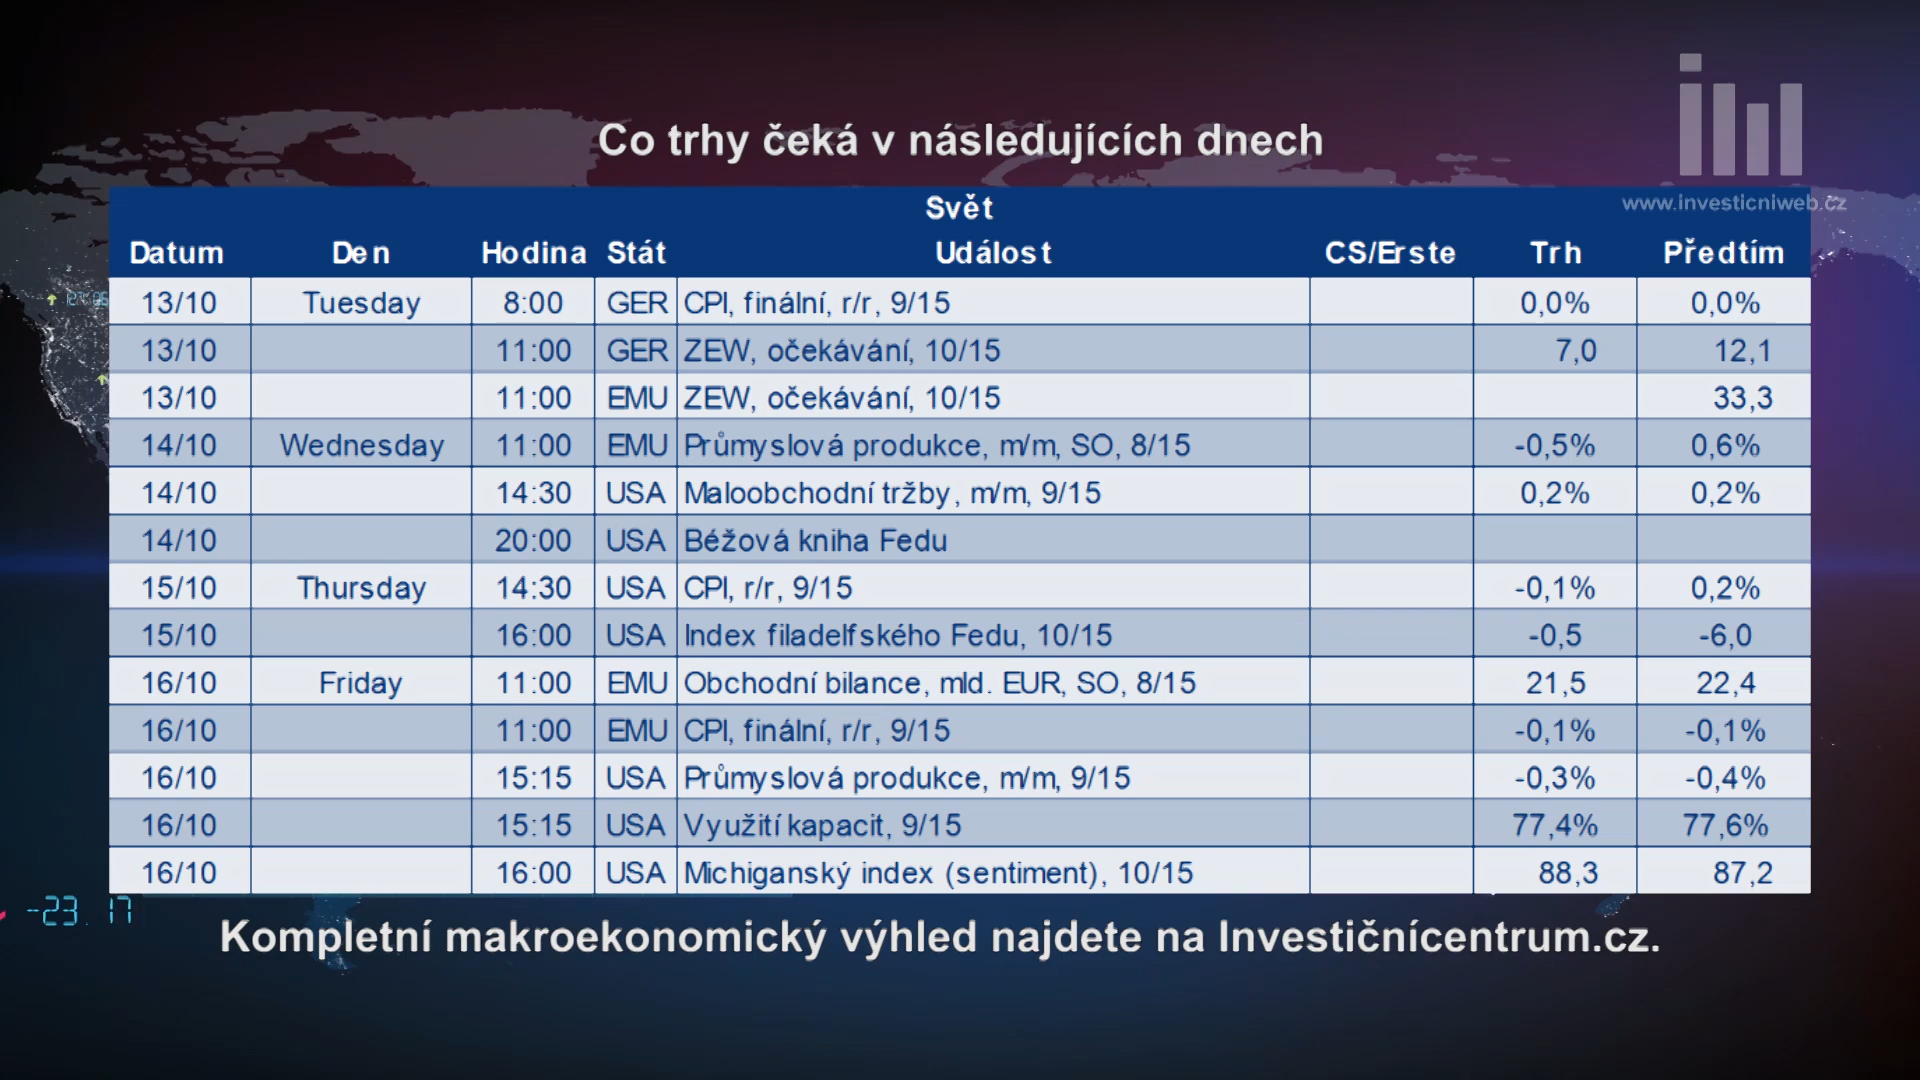 Co trhy čeká v následujících dnech
www.investicniweb.cz
Svět
Datum Den Hodina Stát Událost CS/Erste Trh Předtím
13/10 Tuesday 8:00 GER CPI, finální, r/r, 9/15 0,0% 0,0%
13/10 11:00 GER ZEW, očekávání, 10/15 7,0 12,1
13/10 11:00 EMU ZEW, očekávání, 10/15 33,3
14/10 Wednesday 11:00 EMU Průmyslová produkce, m/m, SO, 8/15 -0,5% 0,6%
14/10 14:30 USA Maloobchodní tržby, m/m, 9/15 0,2% 0,2%
14/10 20:00 USA Béžová kniha Fedu
15/10 Thursday 14:30 USA CPI, r/r, 9/15 -0,1% 0,2%
15/10 16:00 USA Index filadelfského Fedu, 10/15 -0,5 -6,0
16/10 Friday 11:00 EMU Obchodní bilance, mld. EUR, SO, 8/15 21,5 22,4
16/10 11:00 EMU CPI, finální, r/r, 9/15 -0,1% -0,1%
16/10 15:15 USA Průmyslová produkce, m/m, 9/15 -0,3% -0,4%
16/10 15:15 USA Využití kapacit, 9/15 77,4% 77,6%
16/10 16:00 USA Michiganský index (sentiment), 10/15 88,3 87,2
-23.17
Kompletní makroekonomický výhled najdete na Investičnícentrum.cz.